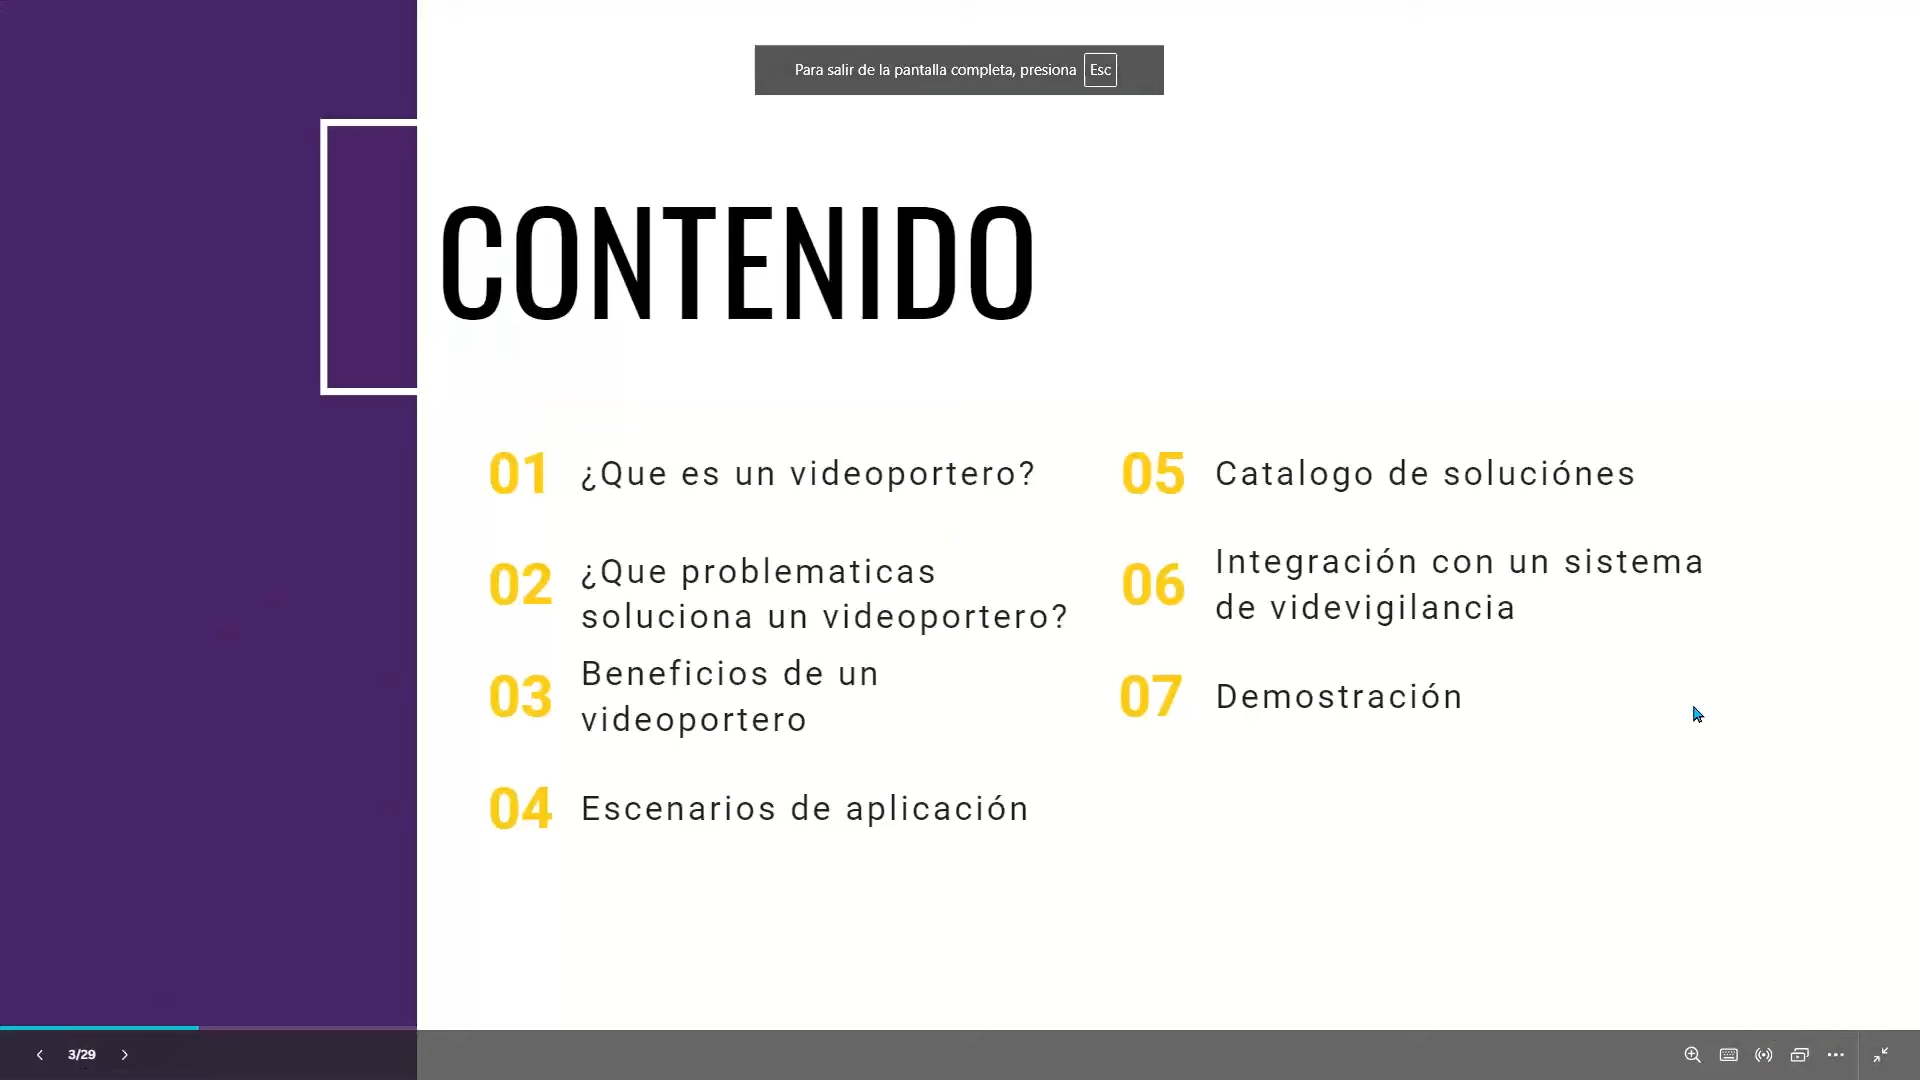 Para salir de la pantalla completa, presiona Esc
CONTENIDO
01 ¿Que es un videoportero?
02 ¿Que problematicas
soluciona un videoportero?
03 Beneficios de un
videoportero
04 Escenarios de aplicación
05 Catalogo de soluciónes
06 Integración con un sistema
de videvigilancia
07 Demostración
3/29